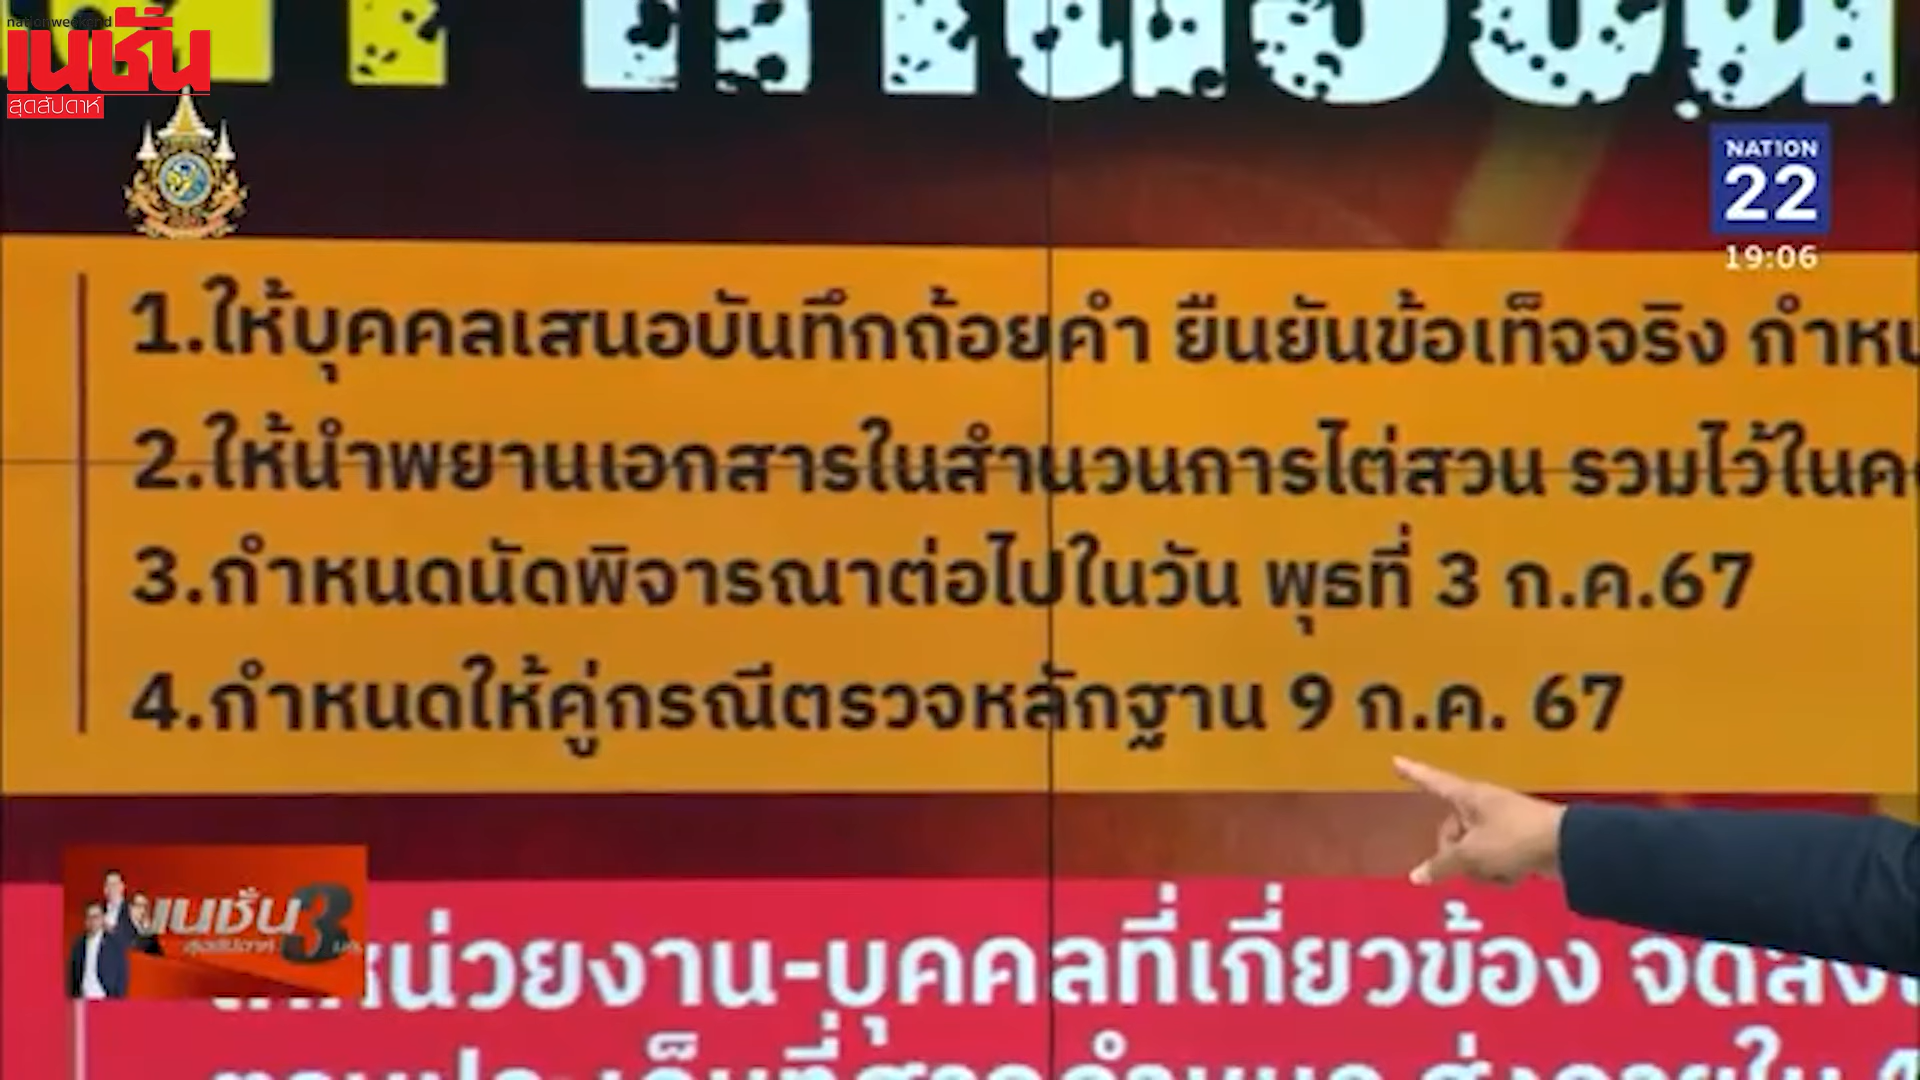 nationweekend
เนชั่น
สุดสัปดาห์
NATION
22
19:06
1.ให้บุคคลเสนอบันทึกถ้อยคำ ยืนยันข้อเท็จจริง
2.ให้นำพยานเอกสารในสำนวนการไต่สวน รวมไว้ใน
3.กำหนดนัดพิจารณาต่อไปในวัน พุธที่ 3 ก.ค.67
4.กำหนดให้คู่กรณีตรวจหลักฐาน 9 ก.ค. 67
เนชั่น 3
สุดสัปดาห์
หน่วยงาน-บุคคลที่เกี่ยวข้อง